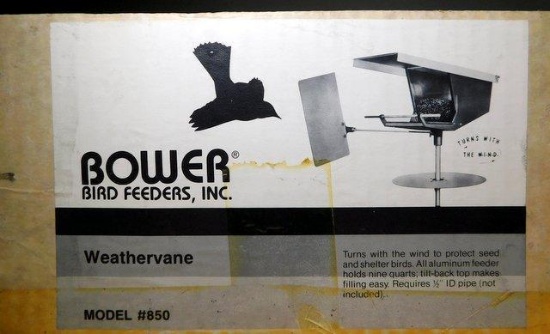 BOWER®
BIRD FEEDERS, INC.
TURNS WITH
THE WIND
Weathervane
Turns with the wind to protect seed
and shelter birds. All aluminum feeder
holds nine quarts; tilt-back top makes
filling easy. Requires ½" ID pipe (not
included).
MODEL #850